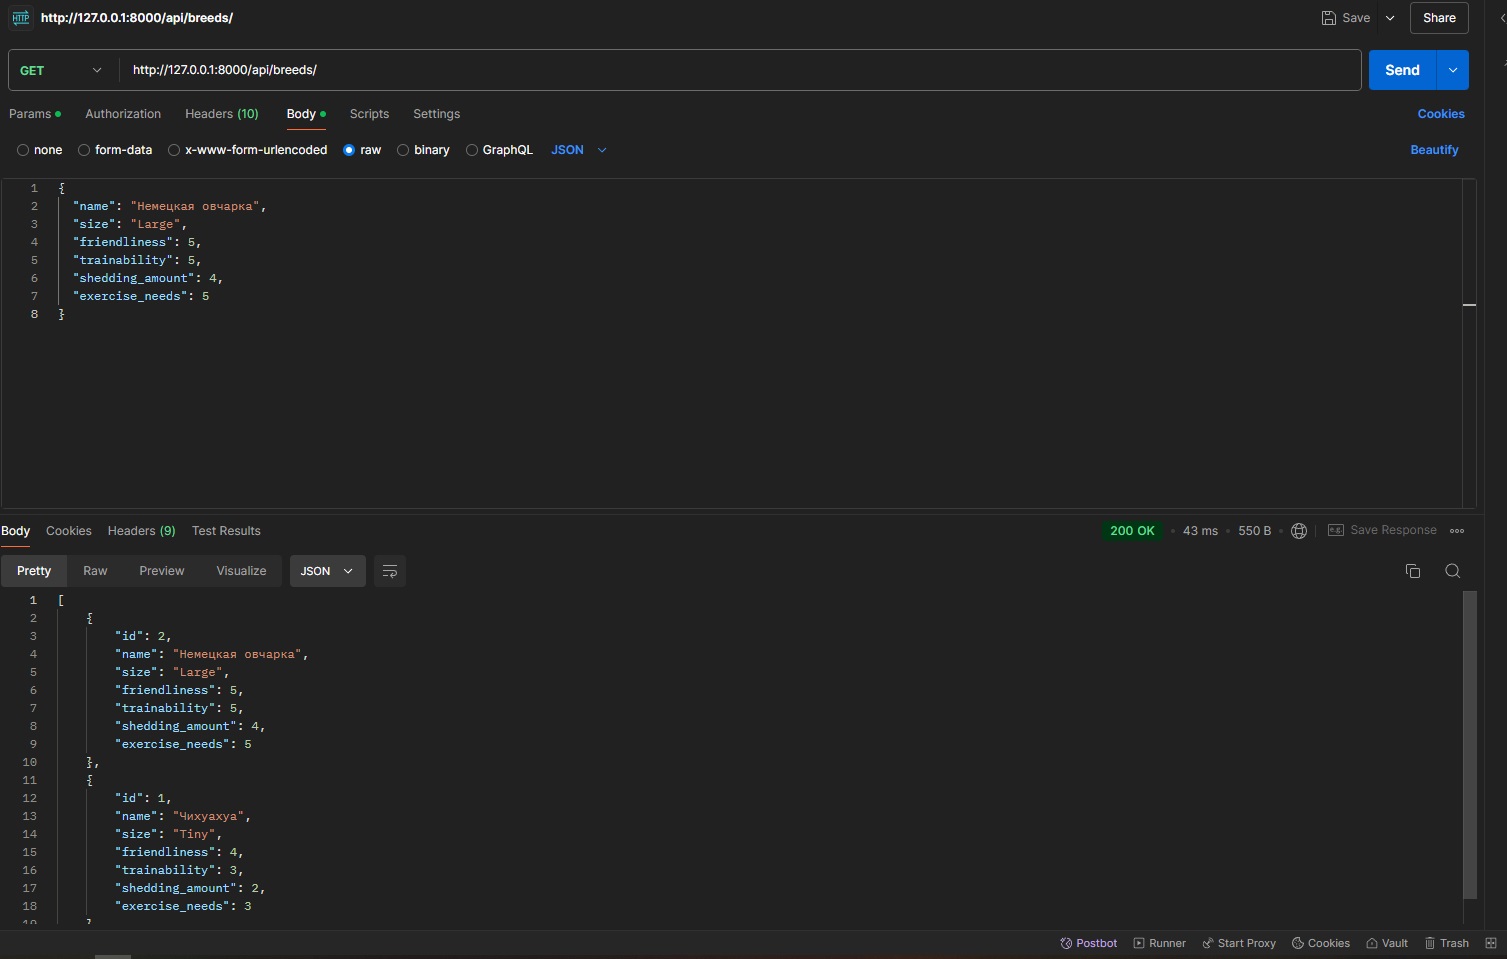 HTTP http://127.0.0.1:8000/api/breeds/ Save Share
GET http://127.0.0.1:8000/api/breeds/ Send
Params Authorization Headers (10) Body Scripts Settings Cookies
none form-data x-www-form-urlencoded raw binary GraphQL JSON Beautify
1 {
2 "name": "Немецкая овчарка",
3 "size": "Large",
4 "friendliness": 5,
5 "trainability": 5,
6 "shedding_amount": 4,
7 "exercise_needs": 5
8 }
Body Cookies Headers (9) Test Results 200 OK • 43 ms • 550 B • e.g. Save Response
Pretty Raw Preview Visualize JSON
1 [
2 {
3 "id": 2,
4 "name": "Немецкая овчарка",
5 "size": "Large",
6 "friendliness": 5,
7 "trainability": 5,
8 "shedding_amount": 4,
9 "exercise_needs": 5
10 },
11 {
12 "id": 1,
13 "name": "Чихуахуа",
14 "size": "Tiny",
15 "friendliness": 4,
16 "trainability": 3,
17 "shedding_amount": 2,
18 "exercise_needs": 3
19 }
Postbot Runner Start Proxy Cookies Vault Trash